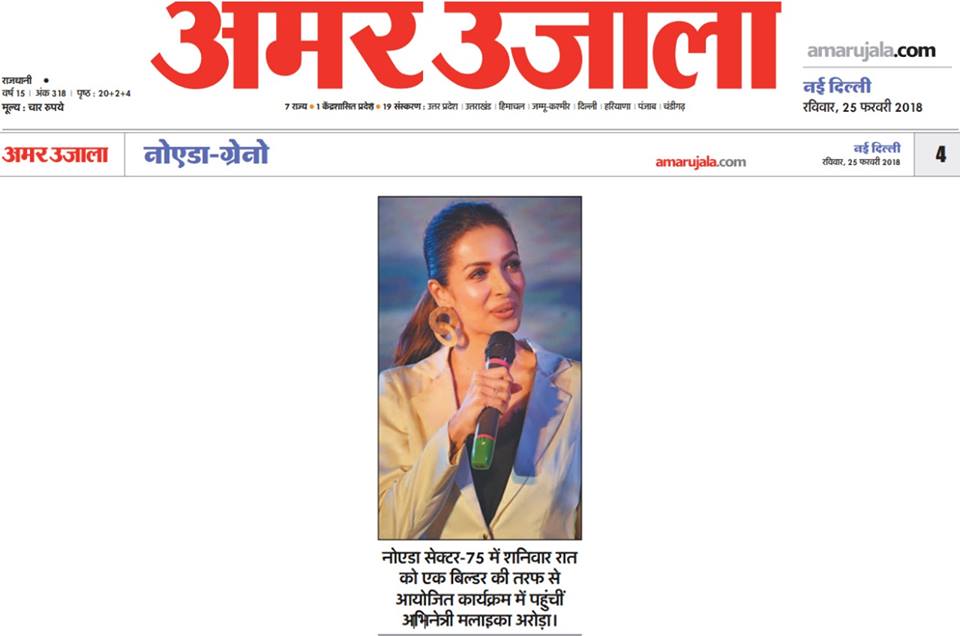 अमर उजाला
राजधानी •
वर्ष 15 | अंक 318 | पृष्ठ : 20+2+4
मूल्य : चार रुपये
7 राज्य • 1 केंद्रशासित प्रदेश • 19 संस्करण : उत्तर प्रदेश | उत्तराखंड | हिमाचल | जम्मू-कश्मीर | दिल्ली | हरियाणा | पंजाब | चंडीगढ़
amarujala.com
नई दिल्ली
रविवार, 25 फरवरी 2018
अमर उजाला
नोएडा-ग्रेनो
amarujala.com
नई दिल्ली
रविवार, 25 फरवरी 2018
4
नोएडा सेक्टर-75 में शनिवार रात
को एक बिल्डर की तरफ से
आयोजित कार्यक्रम में पहुंचीं
अभिनेत्री मलाइका अरोड़ा।